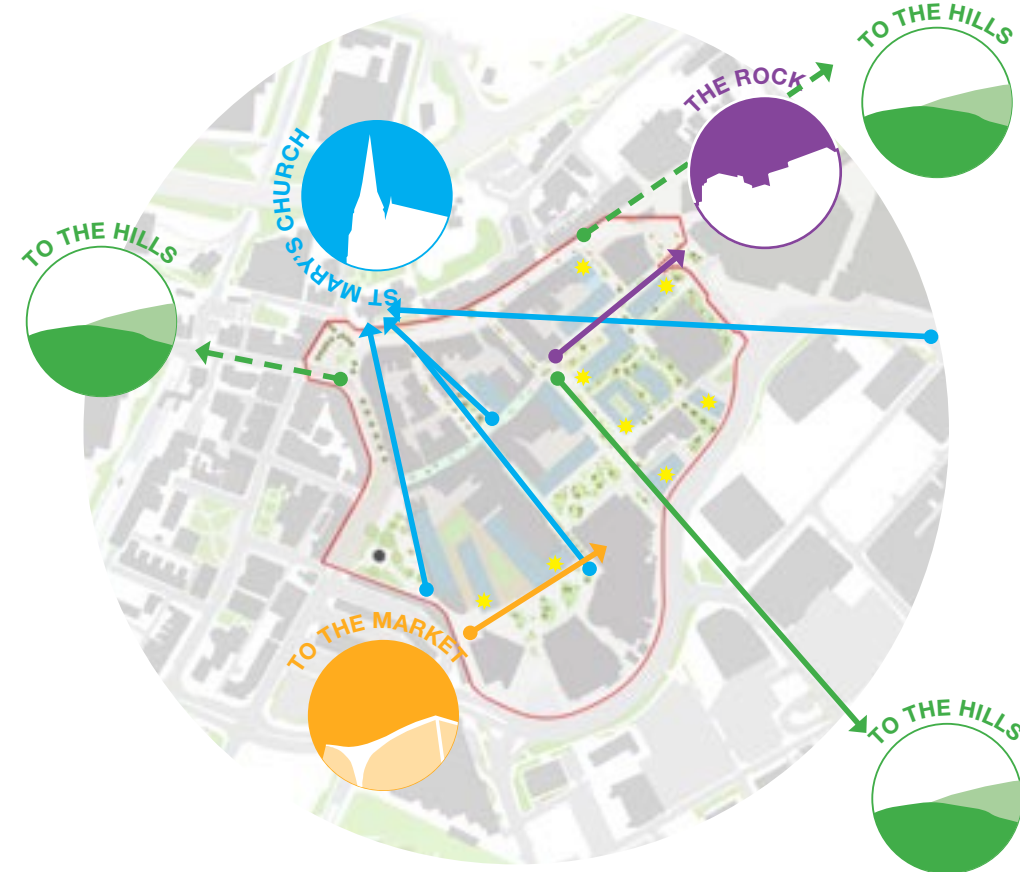 TO THE HILLS
THE ROCK
ST MARY'S CHURCH
TO THE HILLS
TO THE MARKET
TO THE HILLS